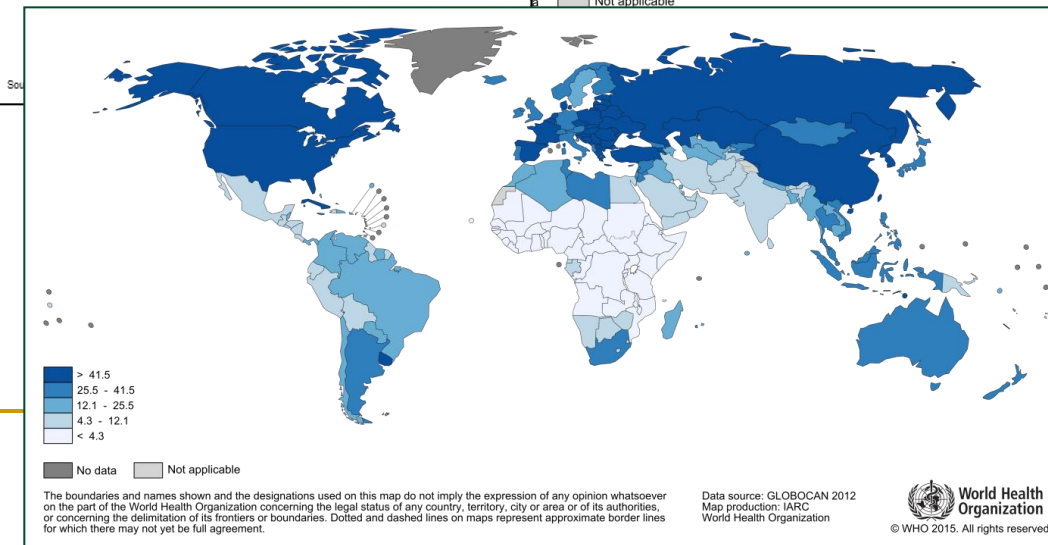 Not applicable
Sou
> 41.5
25.5 - 41.5
12.1 - 25.5
4.3 - 12.1
< 4.3
No data
Not applicable
The boundaries and names shown and the designations used on this map do not imply the expression of any opinion whatsoever
on the part of the World Health Organization concerning the legal status of any country, territory, city or area or of its authorities,
or concerning the delimitation of its frontiers or boundaries. Dotted and dashed lines on maps represent approximate border lines
for which there may not yet be full agreement.
Data source: GLOBOCAN 2012
Map production: IARC
World Health Organization
World Health
Organization
© WHO 2015. All rights reserved